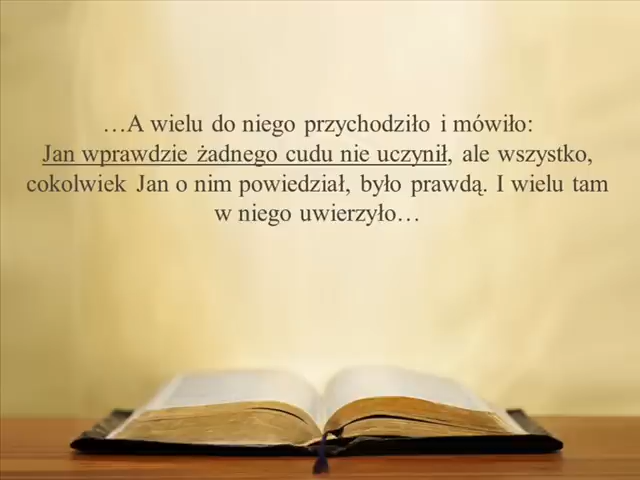 …A wielu do niego przychodziło i mówiło:
Jan wprawdzie żadnego cudu nie uczynił, ale wszystko,
cokolwiek Jan o nim powiedział, było prawdą. I wielu tam
w niego uwierzyło…